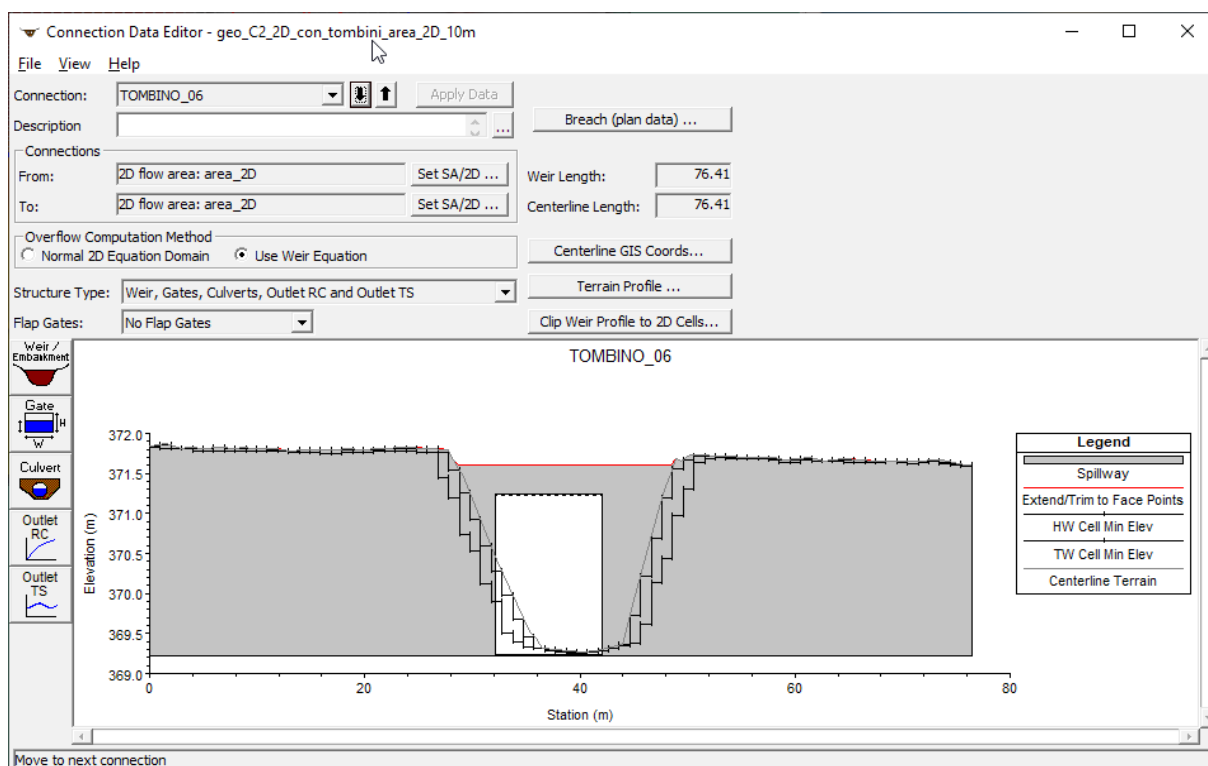 Connection Data Editor - geo_C2_2D_con_tombini_area_2D_10m
File View Help
Connection: TOMBINO_06 Apply Data
Description ... Breach (plan data) ...
Connections
From: 2D flow area: area_2D Set SA/2D ... Weir Length: 76.41
To: 2D flow area: area_2D Set SA/2D ... Centerline Length: 76.41
Overflow Computation Method
Normal 2D Equation Domain Use Weir Equation Centerline GIS Coords...
Structure Type: Weir, Gates, Culverts, Outlet RC and Outlet TS Terrain Profile ...
Flap Gates: No Flap Gates Clip Weir Profile to 2D Cells...
Weir /
Embankment
Gate
H
W
Culvert
Outlet
RC
Outlet
TS
TOMBINO_06
372.0
371.5
371.0
370.5
370.0
369.5
369.0
Elevation (m)
0 20 40 60 80
Station (m)
Legend
Spillway
Extend/Trim to Face Points
HW Cell Min Elev
TW Cell Min Elev
Centerline Terrain
Move to next connection